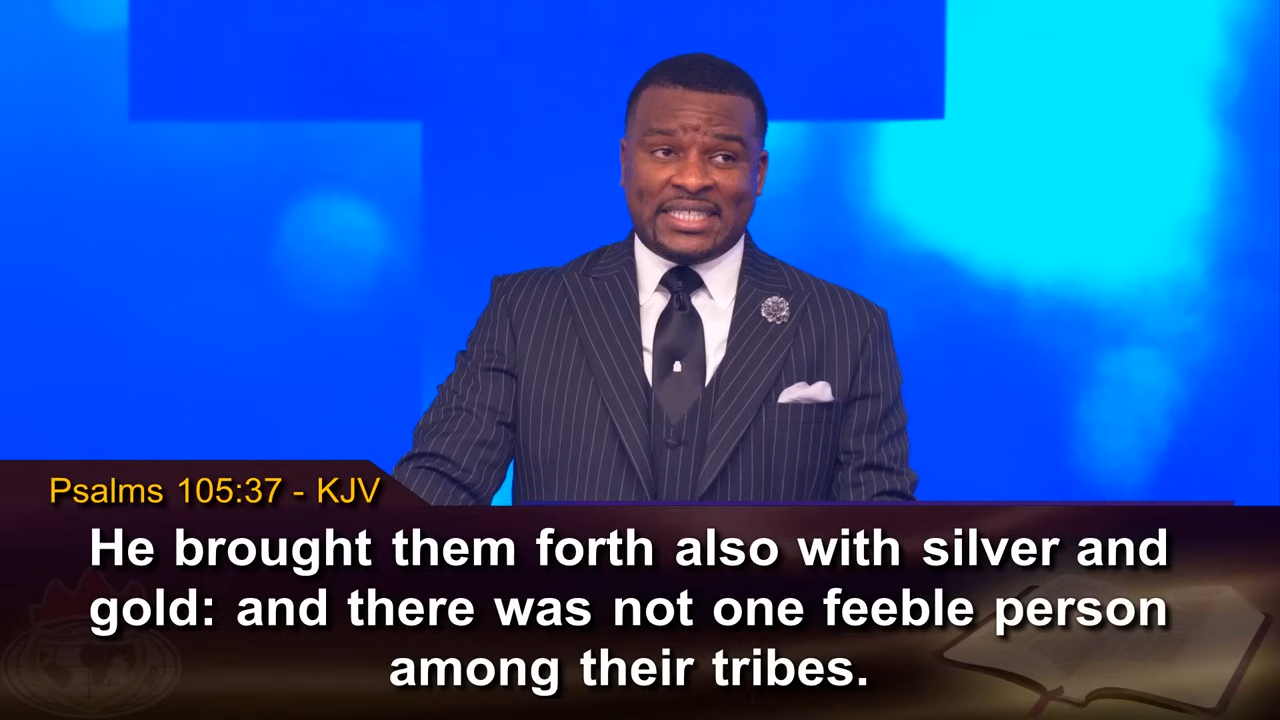 Psalms 105:37 - KJV
He brought them forth also with silver and
gold: and there was not one feeble person
among their tribes.